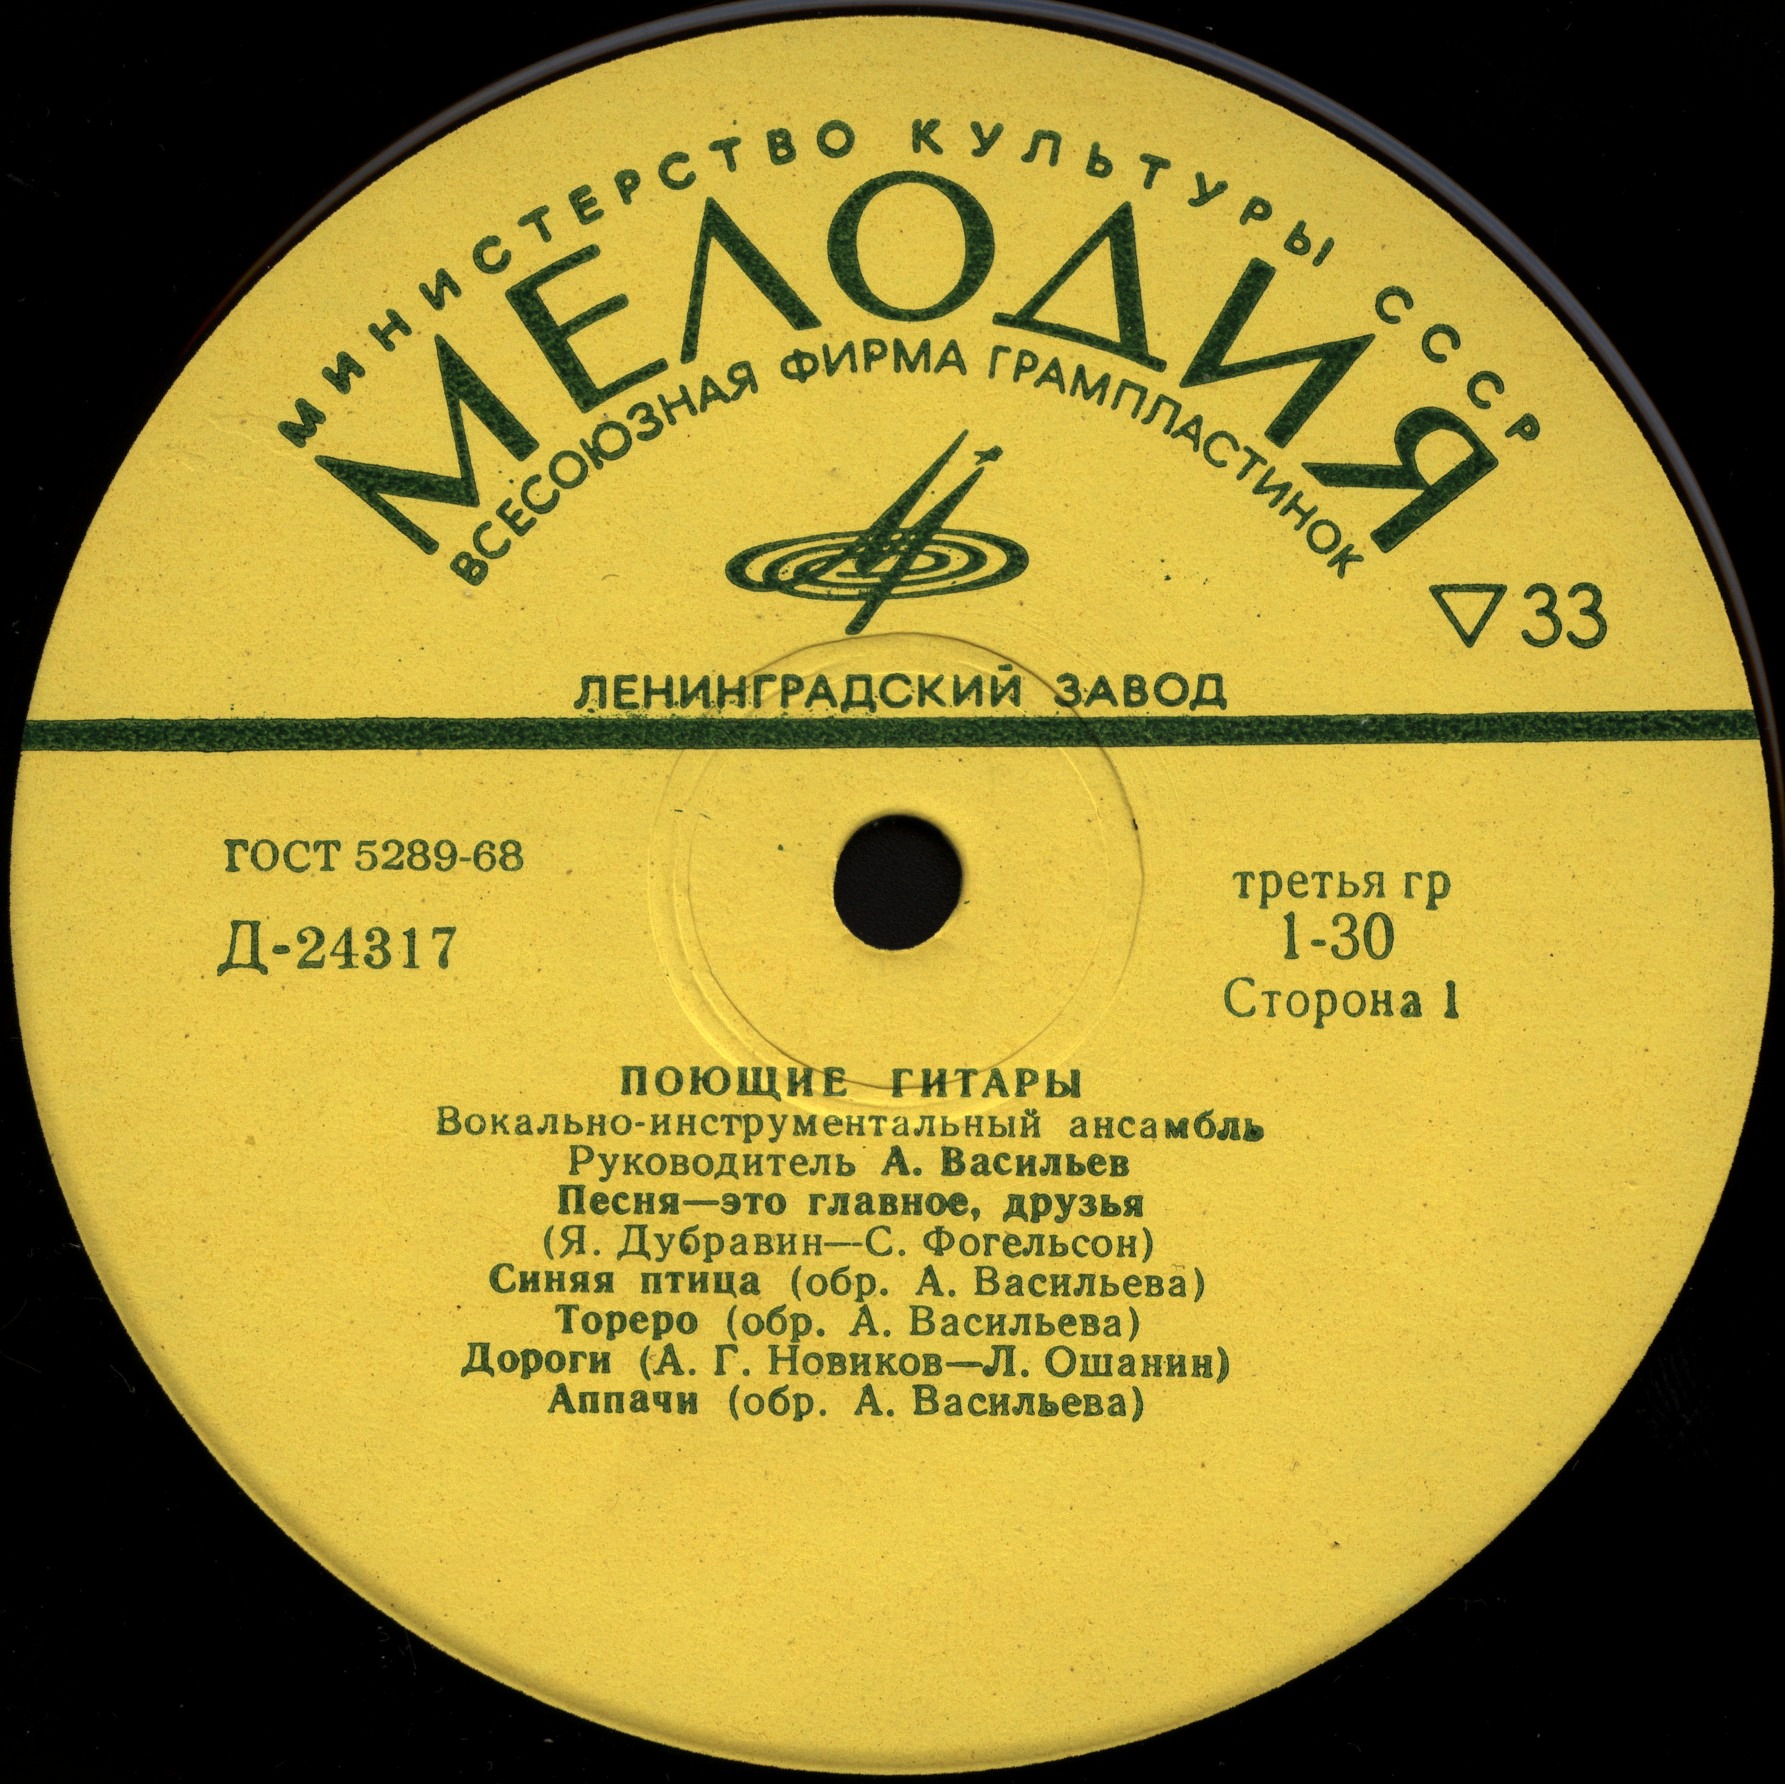 МИНИСТЕРСТВО КУЛЬТУРЫ СССР
МЕЛОДИЯ
ВСЕСОЮЗНАЯ ФИРМА ГРАМПЛАСТИНОК
▽33
ЛЕНИНГРАДСКИЙ ЗАВОД
ГОСТ 5289-68
Д-24317
третья гр
1-30
Сторона 1
ПОЮЩИЕ ГИТАРЫ
Вокально-инструментальный ансамбль
Руководитель А. Васильев
Песня—это главное, друзья
(Я. Дубравин—С. Фогельсон)
Синяя птица (обр. А. Васильева)
Тореро (обр. А. Васильева)
Дороги (А. Г. Новиков—Л. Ошанин)
Аппачи (обр. А. Васильева)